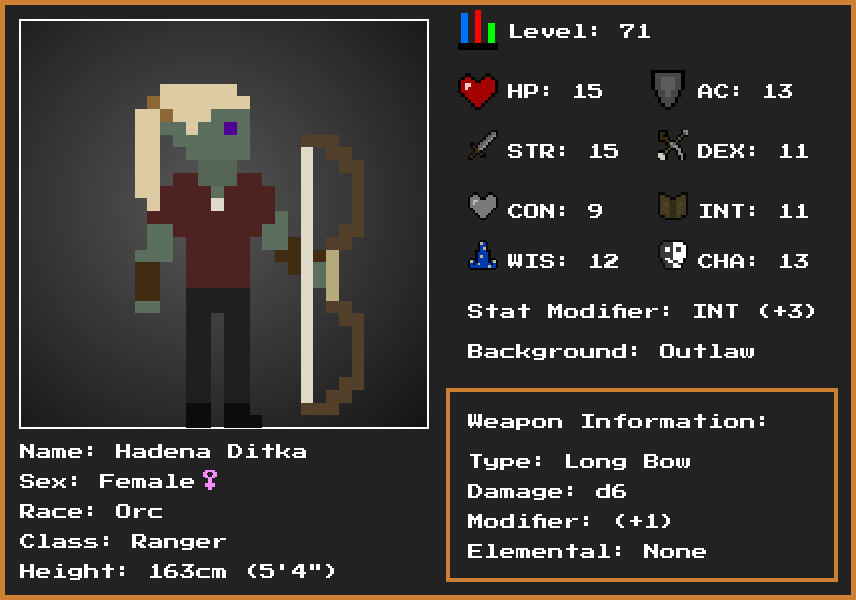 Level: 71
HP: 15 AC: 13
STR: 15 DEX: 11
CON: 9 INT: 11
WIS: 12 CHA: 13
Stat Modifier: INT (+3)
Background: Outlaw
Weapon Information:
Type: Long Bow
Damage: d6
Modifier: (+1)
Elemental: None
Name: Hadena Ditka
Sex: Female♀
Race: Orc
Class: Ranger
Height: 163cm (5'4")